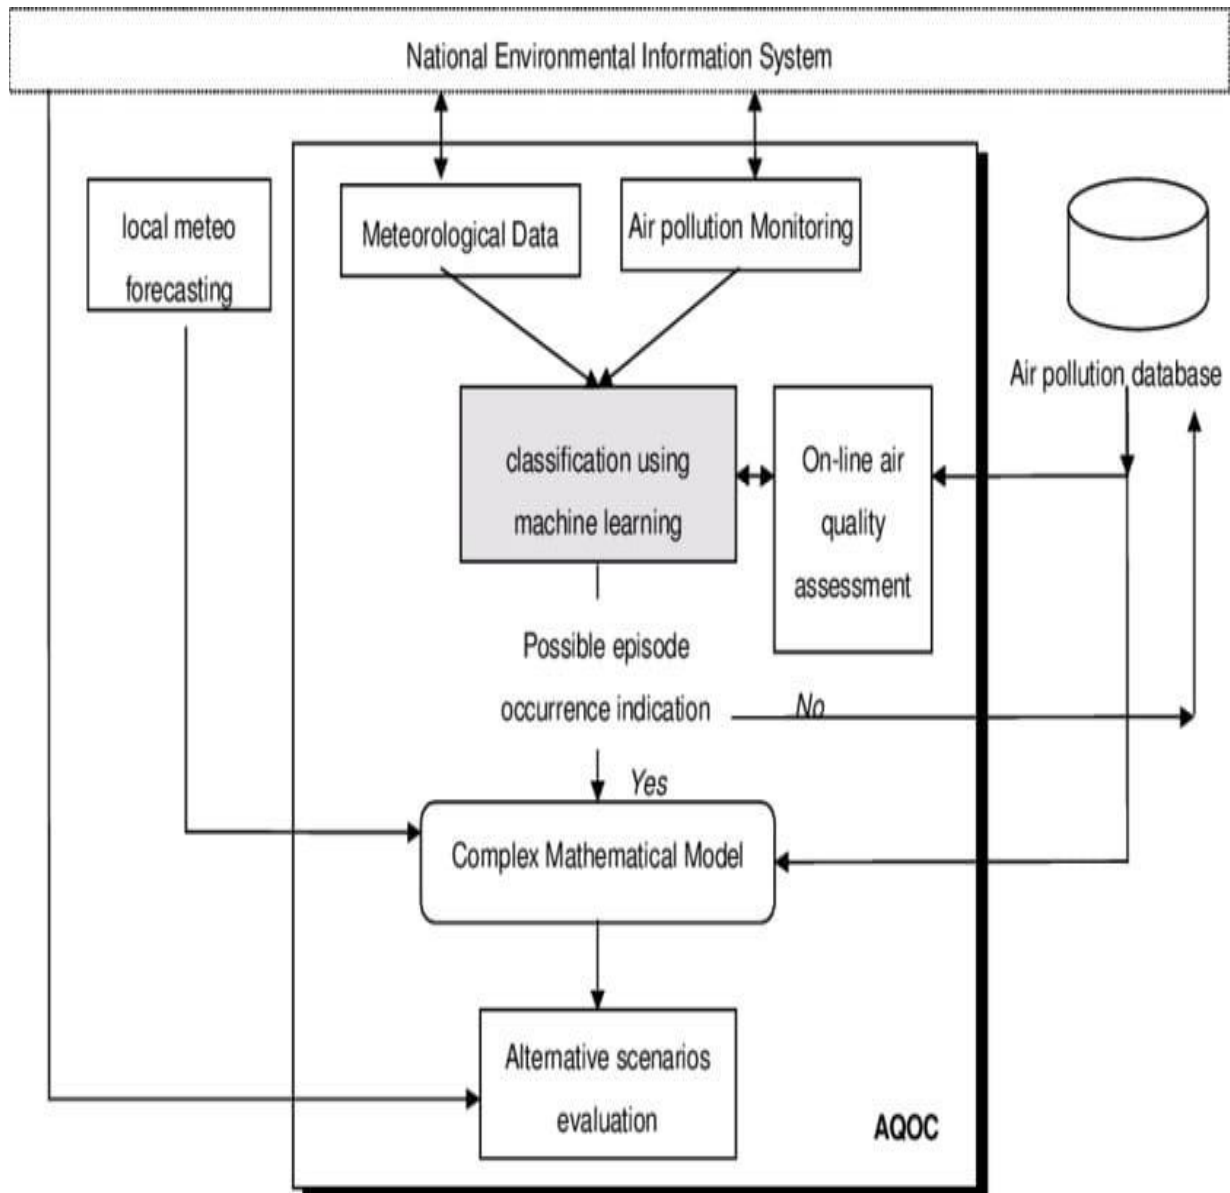 National Environmental Information System
local meteo
forecasting
Meteorological Data
Air pollution Monitoring
Air pollution database
classification using
machine learning
On-line air
quality
assessment
Possible episode
occurrence indication
No
Yes
Complex Mathematical Model
Alternative scenarios
evaluation
AQOC